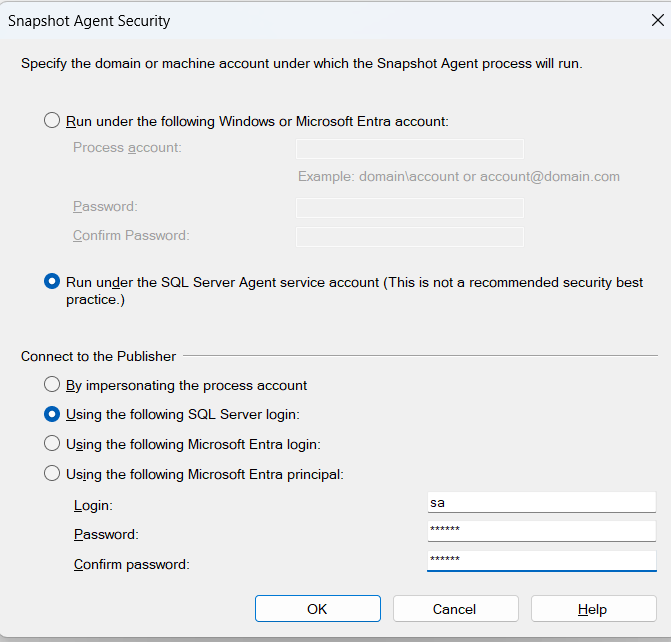 Snapshot Agent Security
Specify the domain or machine account under which the Snapshot Agent process will run.
Run under the following Windows or Microsoft Entra account:
Process account:
Example: domain\account or account@domain.com
Password:
Confirm Password:
Run under the SQL Server Agent service account (This is not a recommended security best
practice.)
Connect to the Publisher
By impersonating the process account
Using the following SQL Server login:
Using the following Microsoft Entra login:
Using the following Microsoft Entra principal:
Login: sa
Password: ******
Confirm password: ******
OK Cancel Help